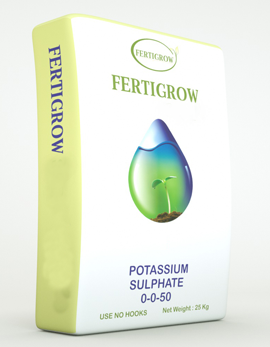 FERTIGROW
FERTIGROW
FERTIGROW
POTASSIUM
SULPHATE
0-0-50
USE NO HOOKS Net Weight : 25 Kg